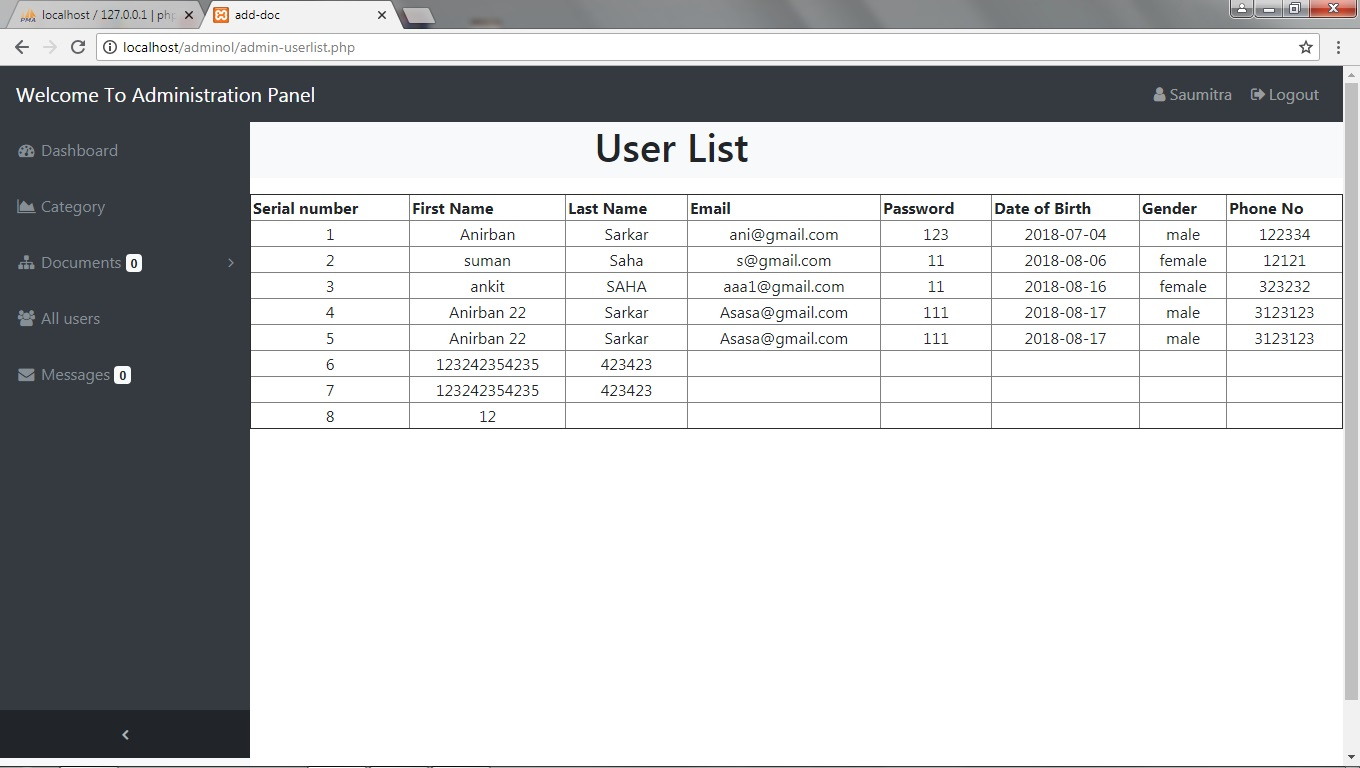 localhost / 127.0.0.1 | php
add-doc
localhost/adminol/admin-userlist.php
Welcome To Administration Panel
Saumitra Logout
Dashboard
Category
Documents 0
All users
Messages 0
User List
Serial number First Name Last Name Email Password Date of Birth Gender Phone No
1 Anirban Sarkar ani@gmail.com 123 2018-07-04 male 122334
2 suman Saha s@gmail.com 11 2018-08-06 female 12121
3 ankit SAHA aaa1@gmail.com 11 2018-08-16 female 323232
4 Anirban 22 Sarkar Asasa@gmail.com 111 2018-08-17 male 3123123
5 Anirban 22 Sarkar Asasa@gmail.com 111 2018-08-17 male 3123123
6 123242354235 423423
7 123242354235 423423
8 12